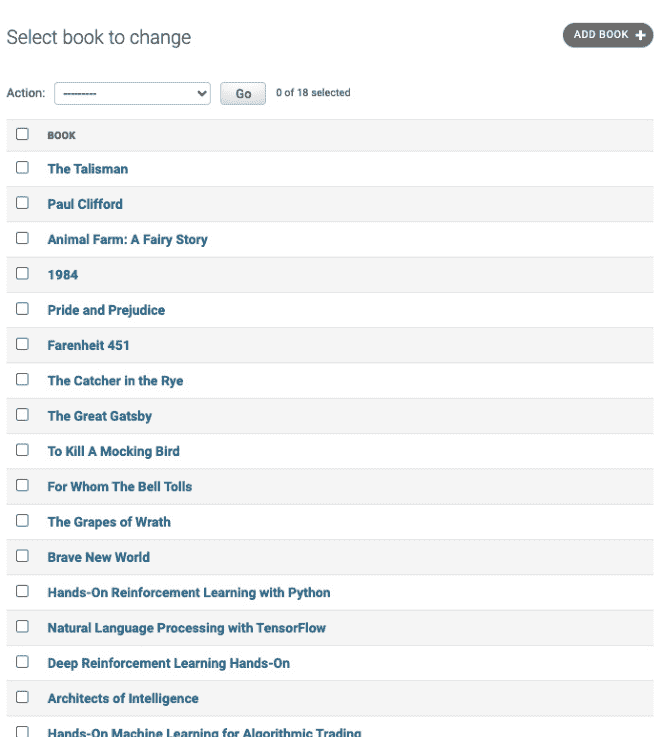 Select book to change
ADD BOOK +
Action: --------- Go 0 of 18 selected
BOOK
The Talisman
Paul Clifford
Animal Farm: A Fairy Story
1984
Pride and Prejudice
Farenheit 451
The Catcher in the Rye
The Great Gatsby
To Kill A Mocking Bird
For Whom The Bell Tolls
The Grapes of Wrath
Brave New World
Hands-On Reinforcement Learning with Python
Natural Language Processing with TensorFlow
Deep Reinforcement Learning Hands-On
Architects of Intelligence
Hands-On Machine Learning for Algorithmic Trading